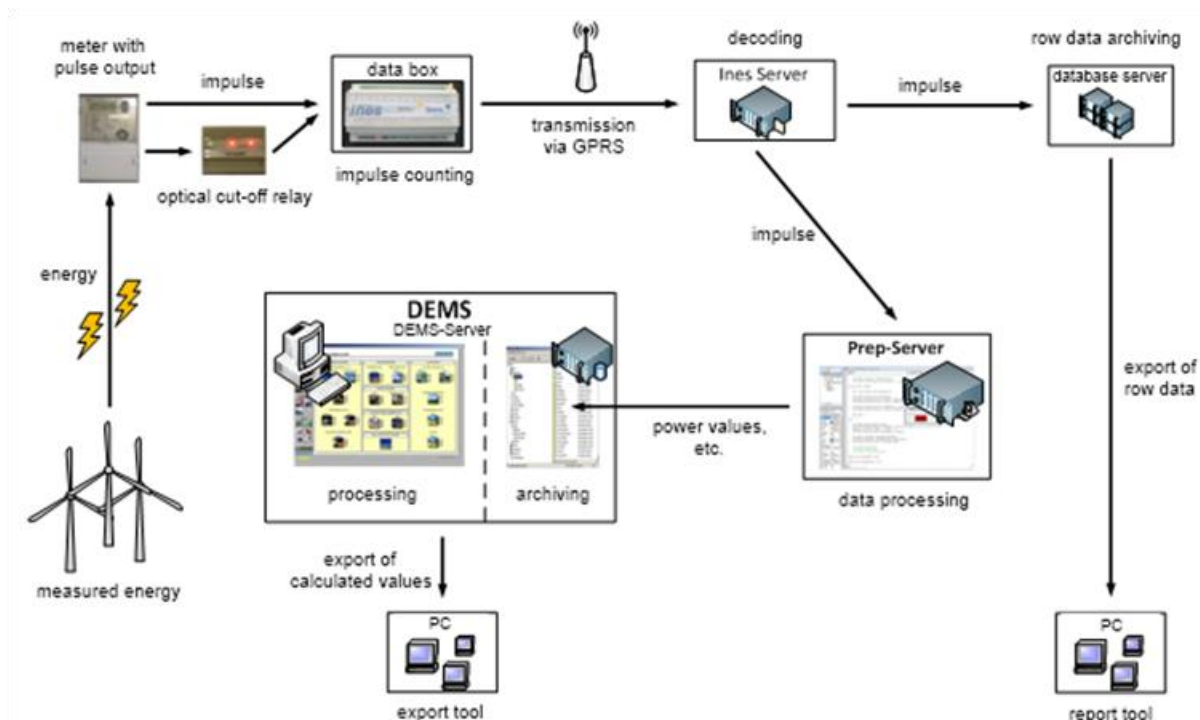 meter with
pulse output
impulse
data box
ines
impulse counting
optical cut-off relay
transmission
via GPRS
decoding
Ines Server
impulse
row data archiving
database server
impulse
energy
DEMS
DEMS-Server
processing
archiving
power values,
etc.
Prep-Server
data processing
export of
row data
measured energy
export of
calculated values
PC
export tool
PC
report tool